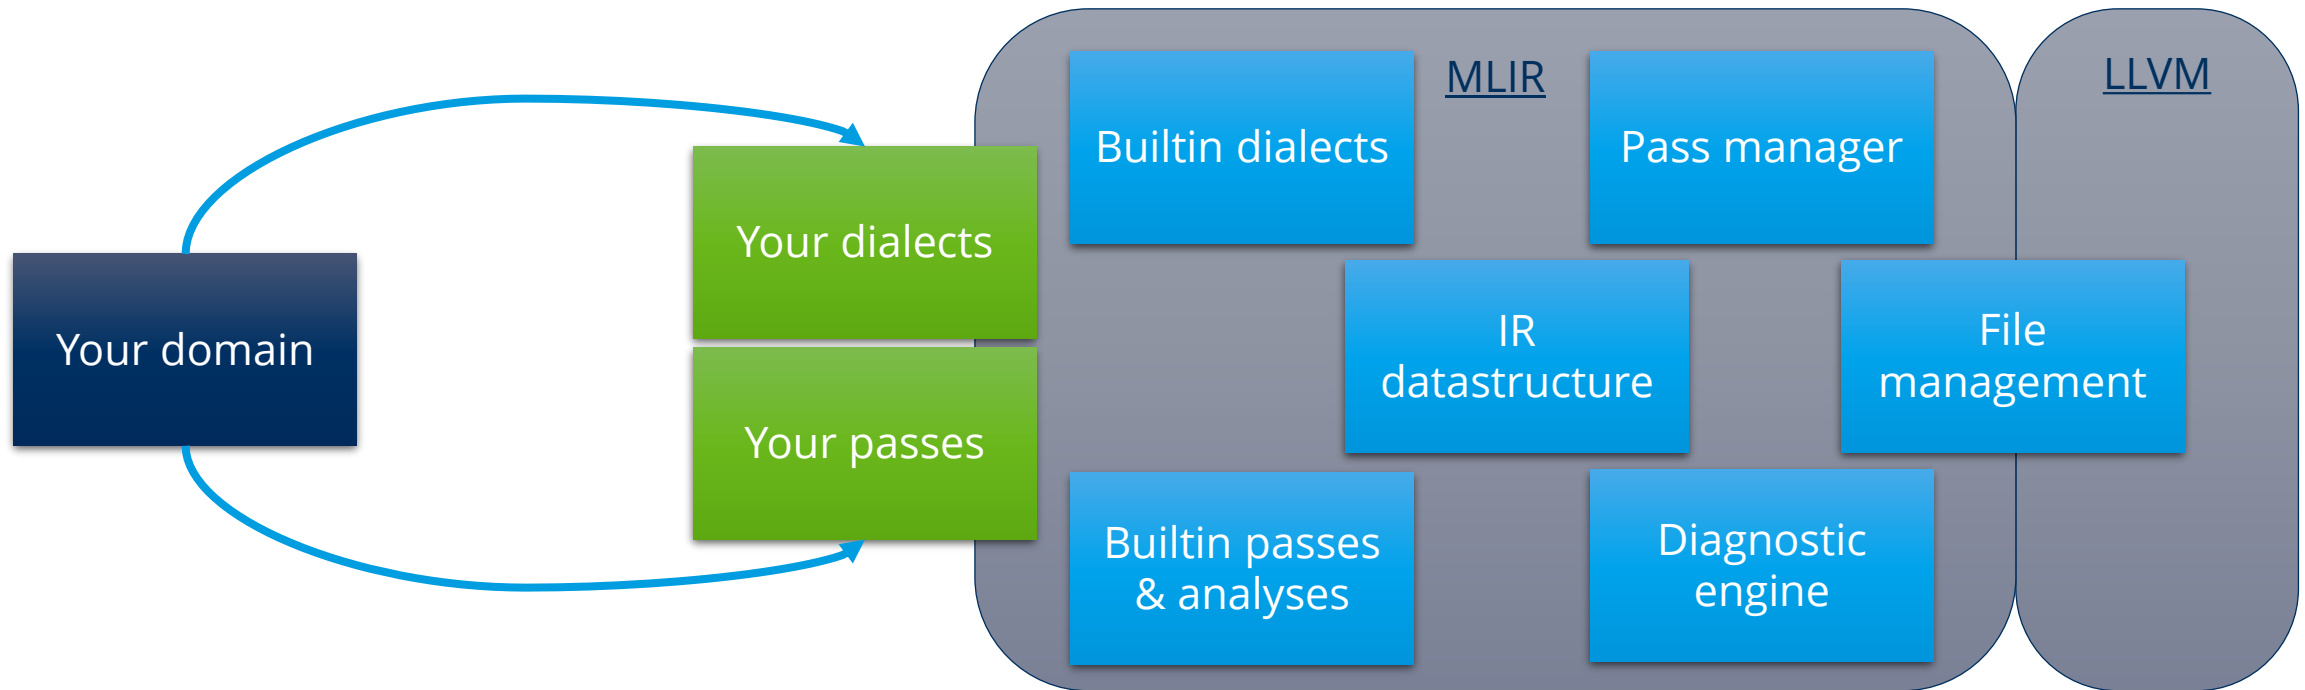 Your domain
Your dialects
Your passes
MLIR
Builtin dialects
Pass manager
IR
datastructure
File
management
Builtin passes
& analyses
Diagnostic
engine
LLVM